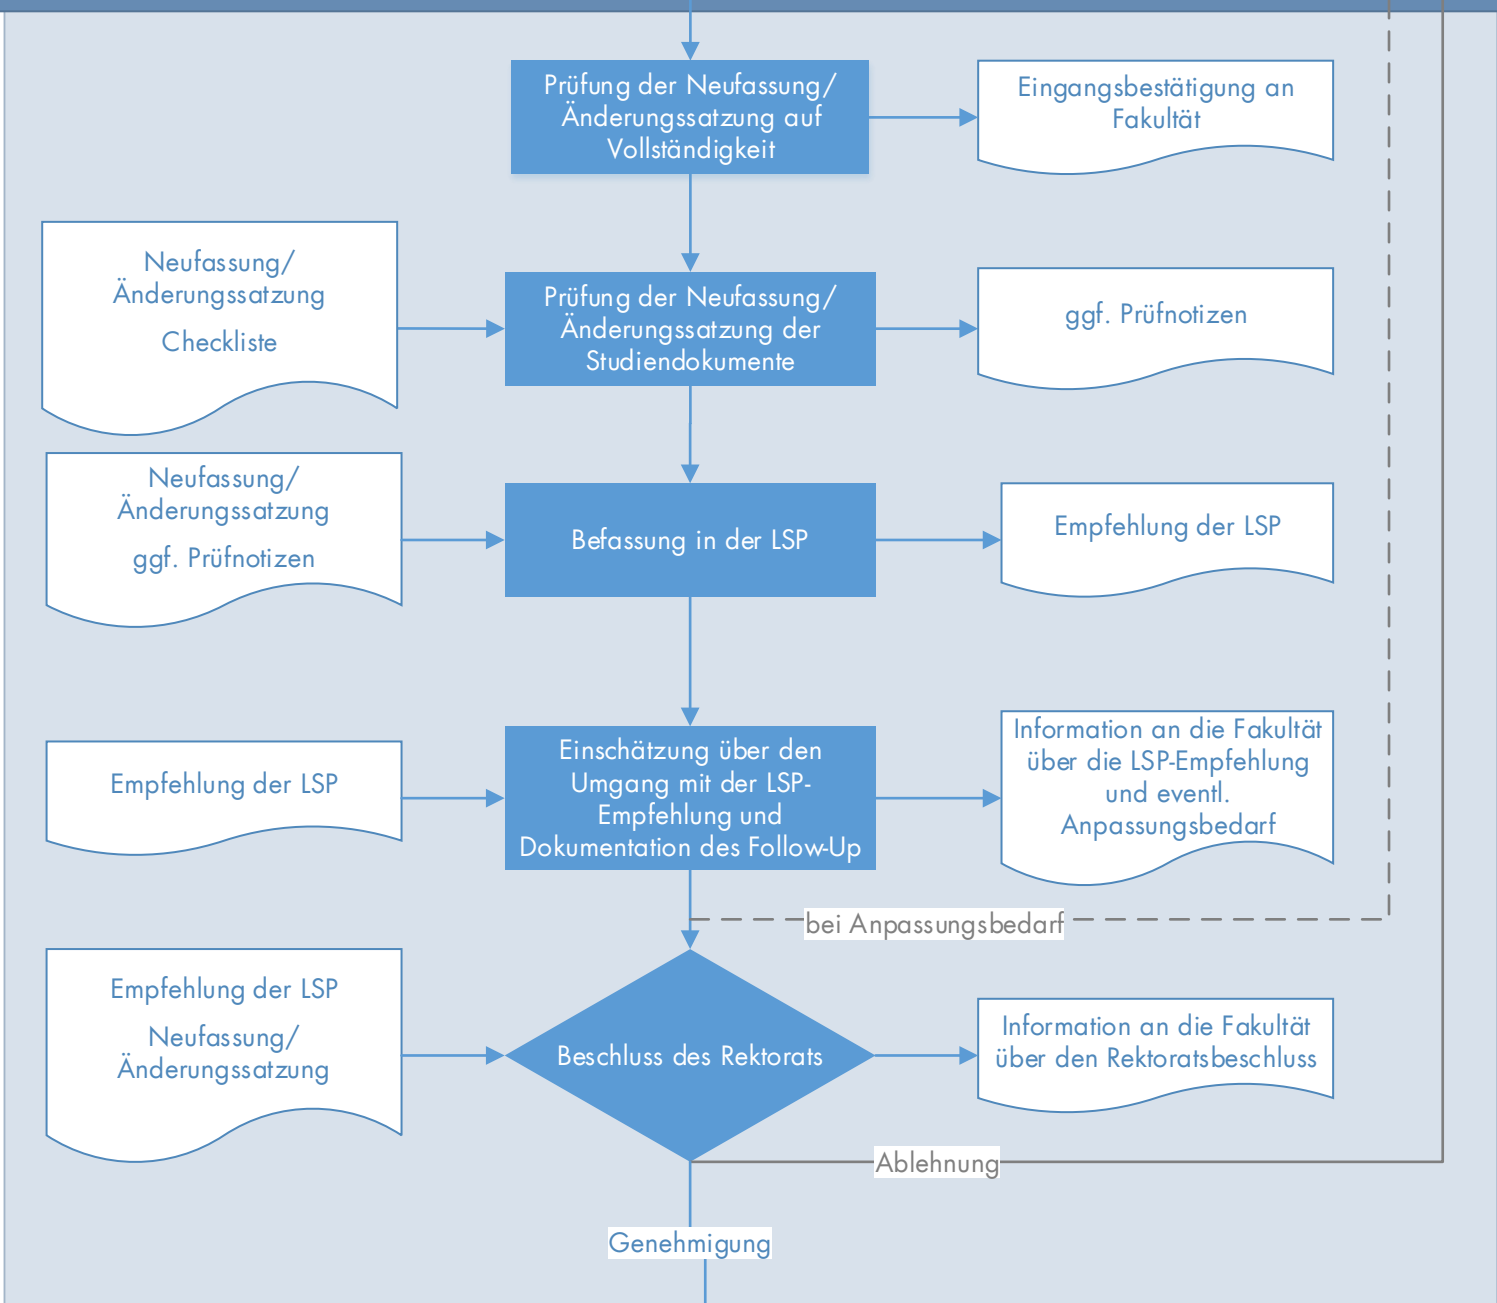 Prüfung der Neufassung/
Änderungssatzung auf
Vollständigkeit
Eingangsbestätigung an
Fakultät
Neufassung/
Änderungssatzung
Checkliste
Prüfung der Neufassung/
Änderungssatzung der
Studiendokumente
ggf. Prüfnotizen
Neufassung/
Änderungssatzung
ggf. Prüfnotizen
Befassung in der LSP
Empfehlung der LSP
Empfehlung der LSP
Einschätzung über den
Umgang mit der LSP-
Empfehlung und
Dokumentation des Follow-Up
Information an die Fakultät
über die LSP-Empfehlung
und eventl.
Anpassungsbedarf
bei Anpassungsbedarf
Empfehlung der LSP
Neufassung/
Änderungssatzung
Beschluss des Rektorats
Information an die Fakultät
über den Rektoratsbeschluss
Ablehnung
Genehmigung